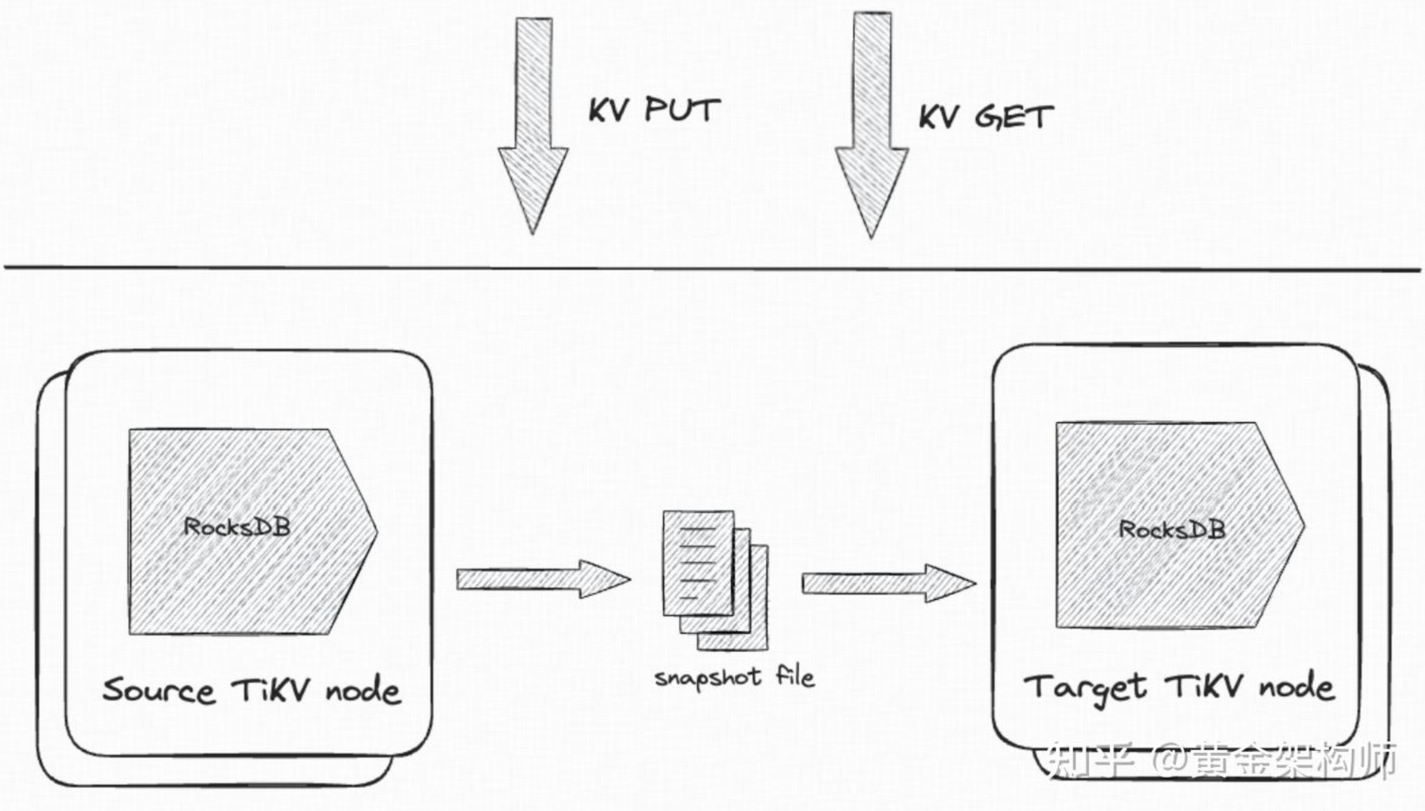 KV PUT
KV GET
RocksDB
RocksDB
snapshot file
Source TiKV node
Target TiKV node
知乎 @黄金架构师